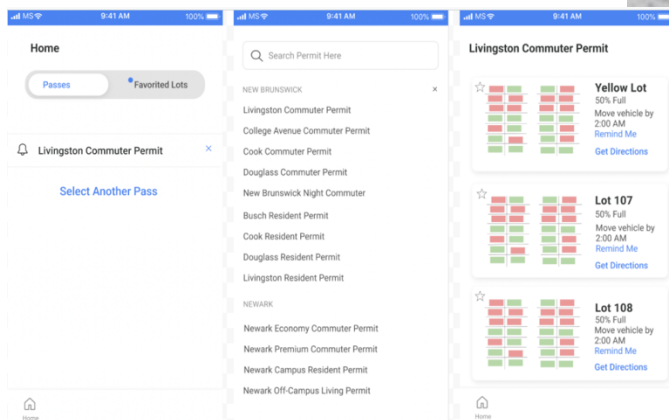 MS 9:41 AM 100%
Home
Passes
Favorited Lots
Livingston Commuter Permit ×
Select Another Pass
Home
MS 9:41 AM 100%
Search Permit Here
NEW BRUNSWICK ×
Livingston Commuter Permit
College Avenue Commuter Permit
Cook Commuter Permit
Douglass Commuter Permit
New Brunswick Night Commuter
Busch Resident Permit
Cook Resident Permit
Douglass Resident Permit
Livingston Resident Permit
NEWARK
Newark Economy Commuter Permit
Newark Premium Commuter Permit
Newark Campus Resident Permit
Newark Off-Campus Living Permit
MS 9:41 AM 100%
Livingston Commuter Permit
Yellow Lot
50% Full
Move vehicle by
2:00 AM
Remind Me
Get Directions
Lot 107
50% Full
Move vehicle by
2:00 AM
Remind Me
Get Directions
Lot 108
50% Full
Move vehicle by
2:00 AM
Remind Me
Get Directions
Home